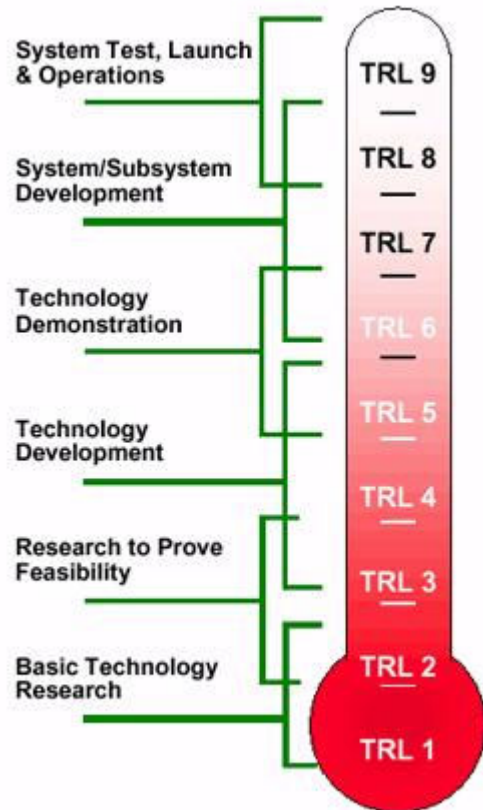 System Test, Launch
& Operations
System/Subsystem
Development
Technology
Demonstration
Technology
Development
Research to Prove
Feasibility
Basic Technology
Research
TRL 9
TRL 8
TRL 7
TRL 6
TRL 5
TRL 4
TRL 3
TRL 2
TRL 1